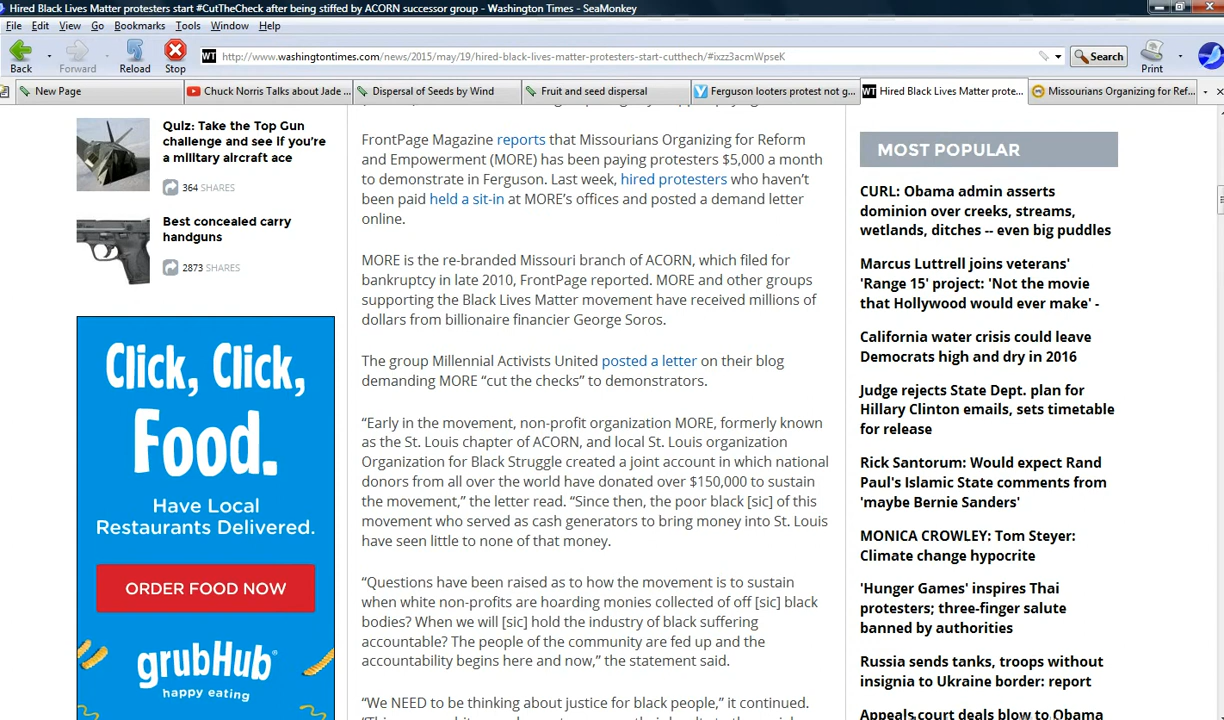 Hired Black Lives Matter protesters start #CutTheCheck after being stiffed by ACORN successor group - Washington Times - SeaMonkey
File Edit View Go Bookmarks Tools Window Help
Back Forward Reload Stop
http://www.washingtontimes.com/news/2015/may/19/hired-black-lives-matter-protesters-start-cutthech/#ixzz3acmWpseK
Search
Print
New Page
Chuck Norris Talks about Jade ...
Dispersal of Seeds by Wind
Fruit and seed dispersal
Ferguson looters protest not g...
Hired Black Lives Matter prote...
Missourians Organizing for Ref...
Quiz: Take the Top Gun
challenge and see if you're
a military aircraft ace
364 SHARES
Best concealed carry
handguns
2873 SHARES
Click, Click,
Food.
Have Local
Restaurants Delivered.
ORDER FOOD NOW
grubHub
happy eating
FrontPage Magazine reports that Missourians Organizing for Reform
and Empowerment (MORE) has been paying protesters $5,000 a month
to demonstrate in Ferguson. Last week, hired protesters who haven't
been paid held a sit-in at MORE's offices and posted a demand letter
online.
MORE is the re-branded Missouri branch of ACORN, which filed for
bankruptcy in late 2010, FrontPage reported. MORE and other groups
supporting the Black Lives Matter movement have received millions of
dollars from billionaire financier George Soros.
The group Millennial Activists United posted a letter on their blog
demanding MORE "cut the checks" to demonstrators.
"Early in the movement, non-profit organization MORE, formerly known
as the St. Louis chapter of ACORN, and local St. Louis organization
Organization for Black Struggle created a joint account in which national
donors from all over the world have donated over $150,000 to sustain
the movement," the letter read. "Since then, the poor black [sic] of this
movement who served as cash generators to bring money into St. Louis
have seen little to none of that money.
"Questions have been raised as to how the movement is to sustain
when white non-profits are hoarding monies collected of off [sic] black
bodies? When we will [sic] hold the industry of black suffering
accountable? The people of the community are fed up and the
accountability begins here and now," the statement said.
"We NEED to be thinking about justice for black people," it continued.
MOST POPULAR
CURL: Obama admin asserts
dominion over creeks, streams,
wetlands, ditches -- even big puddles
Marcus Luttrell joins veterans'
'Range 15' project: 'Not the movie
that Hollywood would ever make' -
California water crisis could leave
Democrats high and dry in 2016
Judge rejects State Dept. plan for
Hillary Clinton emails, sets timetable
for release
Rick Santorum: Would expect Rand
Paul's Islamic State comments from
'maybe Bernie Sanders'
MONICA CROWLEY: Tom Steyer:
Climate change hypocrite
'Hunger Games' inspires Thai
protesters; three-finger salute
banned by authorities
Russia sends tanks, troops without
insignia to Ukraine border: report
Appeals court deals blow to Obama